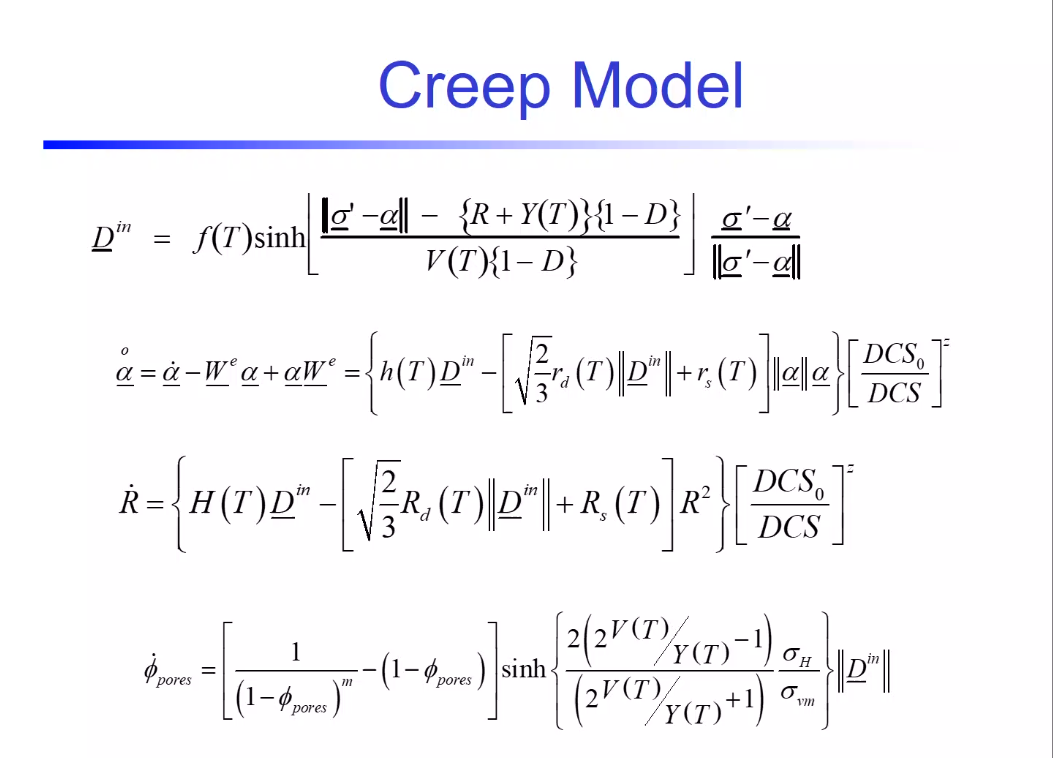 Creep Model
$\underline{D}^{in} = f(T)\sinh\left\lfloor \frac{\|\underline{\sigma}' - \underline{\alpha}\| - \{R + Y(T)\}\{1 - D\}}{V(T)\{1 - D\}} \right\rfloor \frac{\underline{\sigma}' - \underline{\alpha}}{\|\underline{\sigma}' - \underline{\alpha}\|}$
$\overset{o}{\underline{\alpha}} = \underline{\dot{\alpha}} - \underline{W}^e \underline{\alpha} + \underline{\alpha} \underline{W}^e = \left\{ h(T)\underline{D}^{in} - \left[ \sqrt{\frac{2}{3}} r_d(T) \|\underline{D}^{in}\| + r_s(T) \right] \|\underline{\alpha}\| \underline{\alpha} \right\} \left[ \frac{DCS_0}{DCS} \right]^z$
$\dot{R} = \left\{ H(T)\underline{D}^{in} - \left[ \sqrt{\frac{2}{3}} R_d(T) \|\underline{D}^{in}\| + R_s(T) \right] R^2 \right\} \left[ \frac{DCS_0}{DCS} \right]^z$
$\dot{\phi}_{pores} = \left[ \frac{1}{(1 - \phi_{pores})^m} - (1 - \phi_{pores}) \right] \sinh\left\{ \frac{2\left(2 V(T)/Y(T) - 1\right)}{\left(2 V(T)/Y(T) + 1\right)} \frac{\sigma_H}{\sigma_{vm}} \right\} \|\underline{D}^{in}\|$